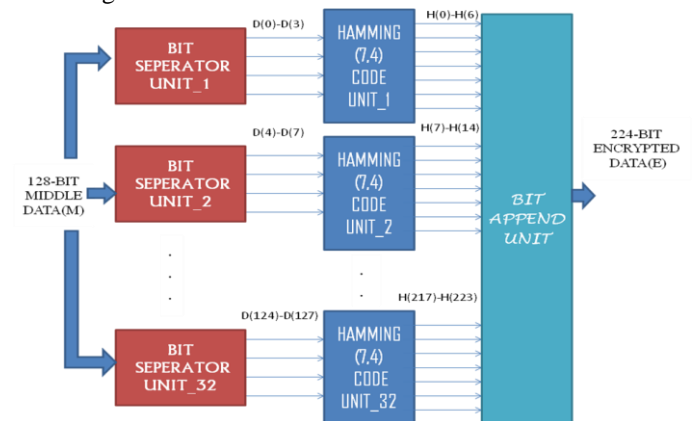 D(0)-D(3)
H(0)-H(6)
BIT
SEPERATOR
UNIT_1
HAMMING
(7,4)
CODE
UNIT_1
D(4)-D(7)
H(7)-H(14)
BIT
SEPERATOR
UNIT_2
HAMMING
(7,4)
CODE
UNIT_2
128-BIT
MIDDLE
DATA(M)
BIT
APPEND
UNIT
224-BIT
ENCRYPTED
DATA(E)
D(124)-D(127)
H(217)-H(223)
BIT
SEPERATOR
UNIT_32
HAMMING
(7,4)
CODE
UNIT_32